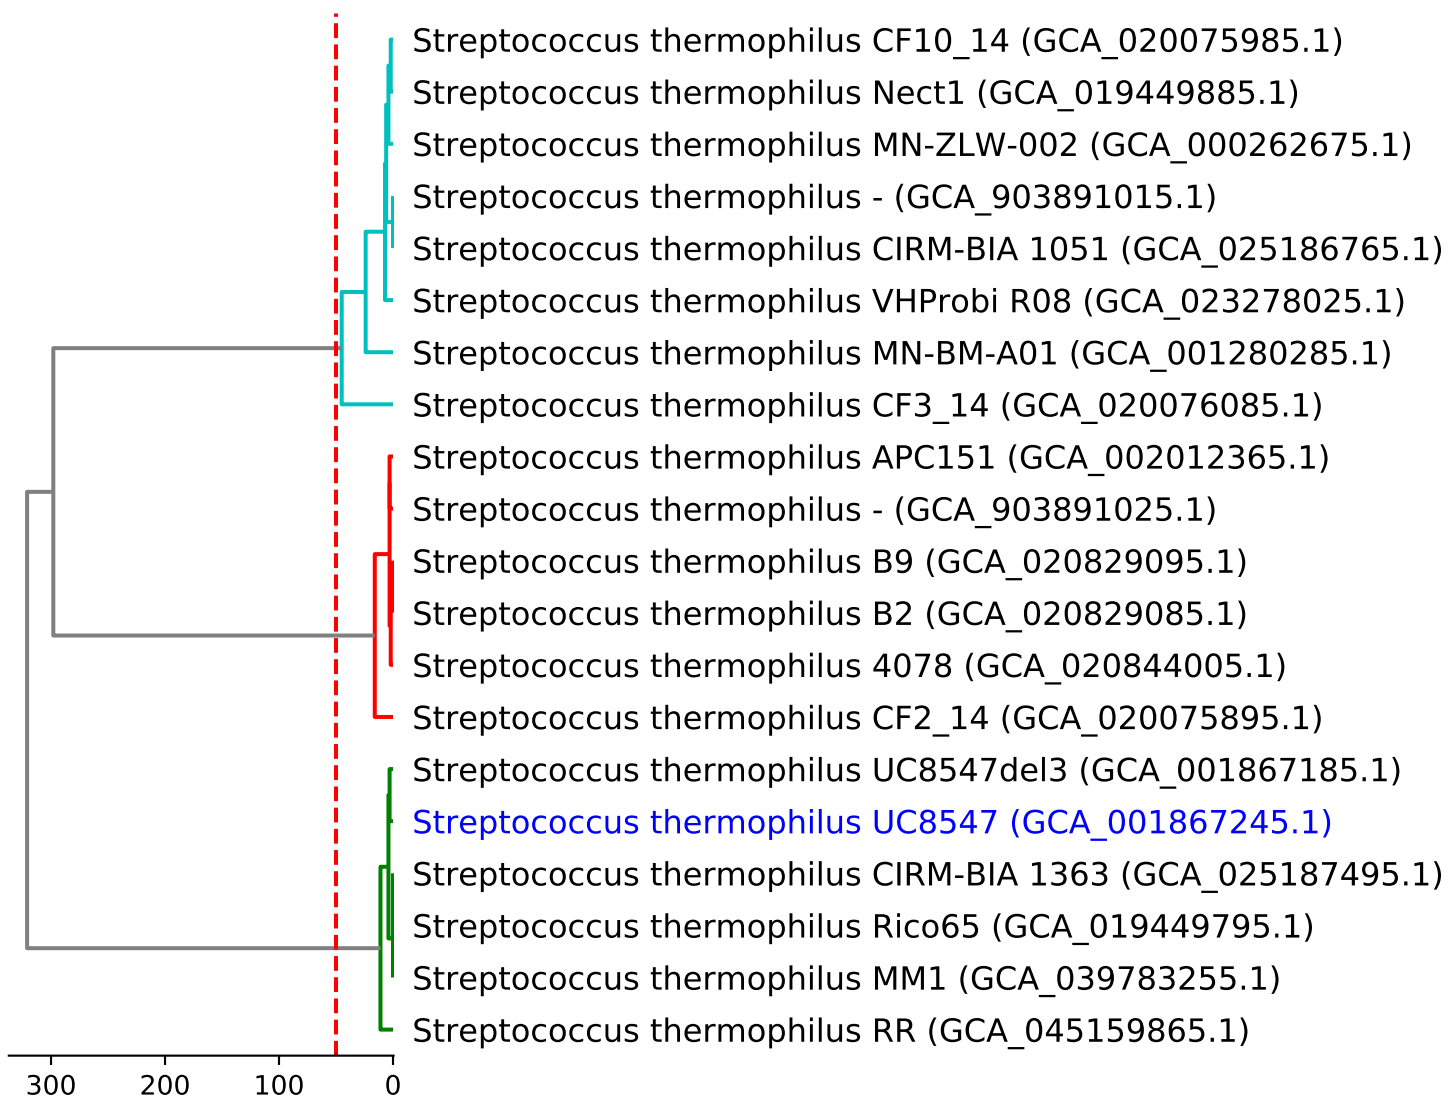 Streptococcus thermophilus CF10_14 (GCA_020075985.1)
Streptococcus thermophilus Nect1 (GCA_019449885.1)
Streptococcus thermophilus MN-ZLW-002 (GCA_000262675.1)
Streptococcus thermophilus - (GCA_903891015.1)
Streptococcus thermophilus CIRM-BIA 1051 (GCA_025186765.1)
Streptococcus thermophilus VHProbi R08 (GCA_023278025.1)
Streptococcus thermophilus MN-BM-A01 (GCA_001280285.1)
Streptococcus thermophilus CF3_14 (GCA_020076085.1)
Streptococcus thermophilus APC151 (GCA_002012365.1)
Streptococcus thermophilus - (GCA_903891025.1)
Streptococcus thermophilus B9 (GCA_020829095.1)
Streptococcus thermophilus B2 (GCA_020829085.1)
Streptococcus thermophilus 4078 (GCA_020844005.1)
Streptococcus thermophilus CF2_14 (GCA_020075895.1)
Streptococcus thermophilus UC8547del3 (GCA_001867185.1)
Streptococcus thermophilus UC8547 (GCA_001867245.1)
Streptococcus thermophilus CIRM-BIA 1363 (GCA_025187495.1)
Streptococcus thermophilus Rico65 (GCA_019449795.1)
Streptococcus thermophilus MM1 (GCA_039783255.1)
Streptococcus thermophilus RR (GCA_045159865.1)
300 200 100 0